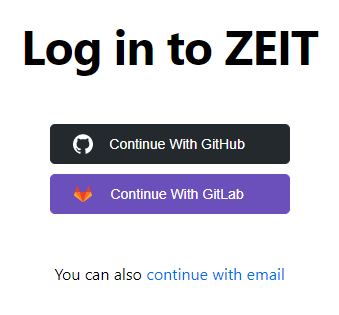 Log in to ZEIT
Continue With GitHub
Continue With GitLab
You can also continue with email